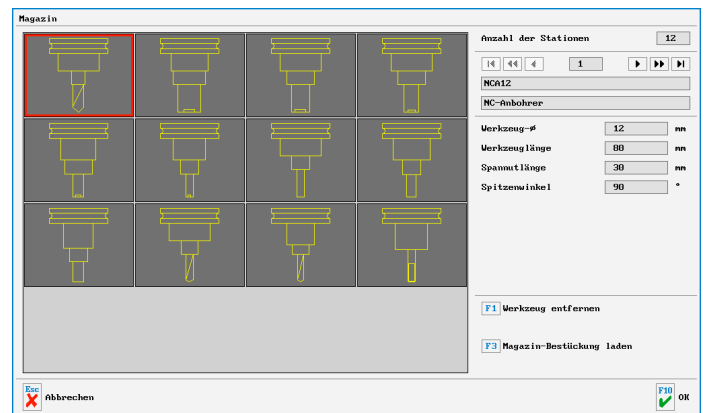 Magazin
Anzahl der Stationen 12
1
NCA12
NC-Anbohrer
Werkzeug-ø 12 mm
Werkzeuglänge 80 mm
Spannutlänge 30 mm
Spitzenwinkel 90 °
F1 Werkzeug entfernen
F3 Magazin-Bestückung laden
Esc Abbrechen
F10 OK